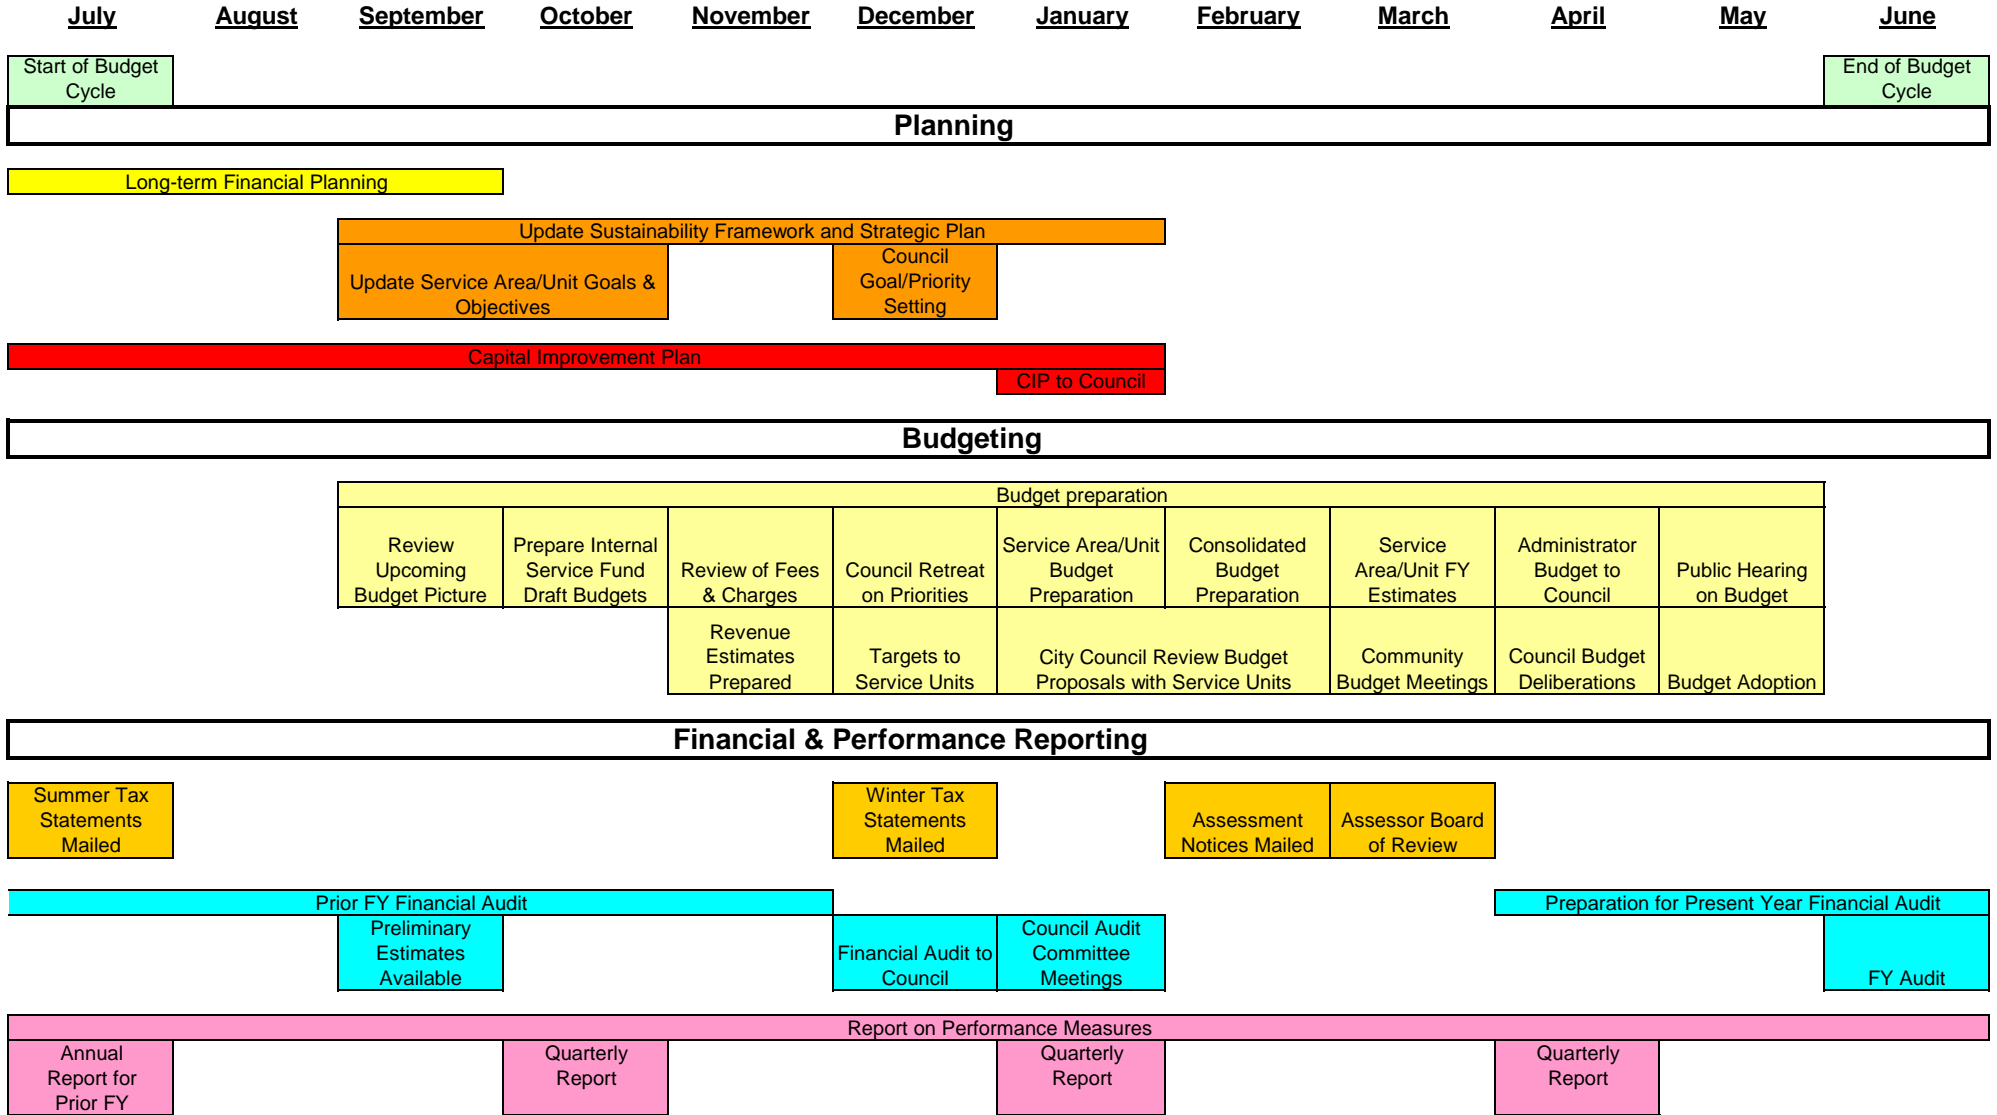 July August September October November December January February March April May June
Start of Budget
Cycle
End of Budget
Cycle
Planning
Long-term Financial Planning
Update Sustainability Framework and Strategic Plan
Update Service Area/Unit Goals &
Objectives
Council
Goal/Priority
Setting
Capital Improvement Plan
CIP to Council
Budgeting
Budget preparation
Review
Upcoming
Budget Picture
Prepare Internal
Service Fund
Draft Budgets
Review of Fees
& Charges
Council Retreat
on Priorities
Service Area/Unit
Budget
Preparation
Consolidated
Budget
Preparation
Service
Area/Unit FY
Estimates
Administrator
Budget to
Council
Public Hearing
on Budget
Revenue
Estimates
Prepared
Targets to
Service Units
City Council Review Budget
Proposals with Service Units
Community
Budget Meetings
Council Budget
Deliberations
Budget Adoption
Financial & Performance Reporting
Summer Tax
Statements
Mailed
Winter Tax
Statements
Mailed
Assessment
Notices Mailed
Assessor Board
of Review
Prior FY Financial Audit
Preparation for Present Year Financial Audit
Preliminary
Estimates
Available
Financial Audit to
Council
Council Audit
Committee
Meetings
FY Audit
Report on Performance Measures
Annual
Report for
Prior FY
Quarterly
Report
Quarterly
Report
Quarterly
Report